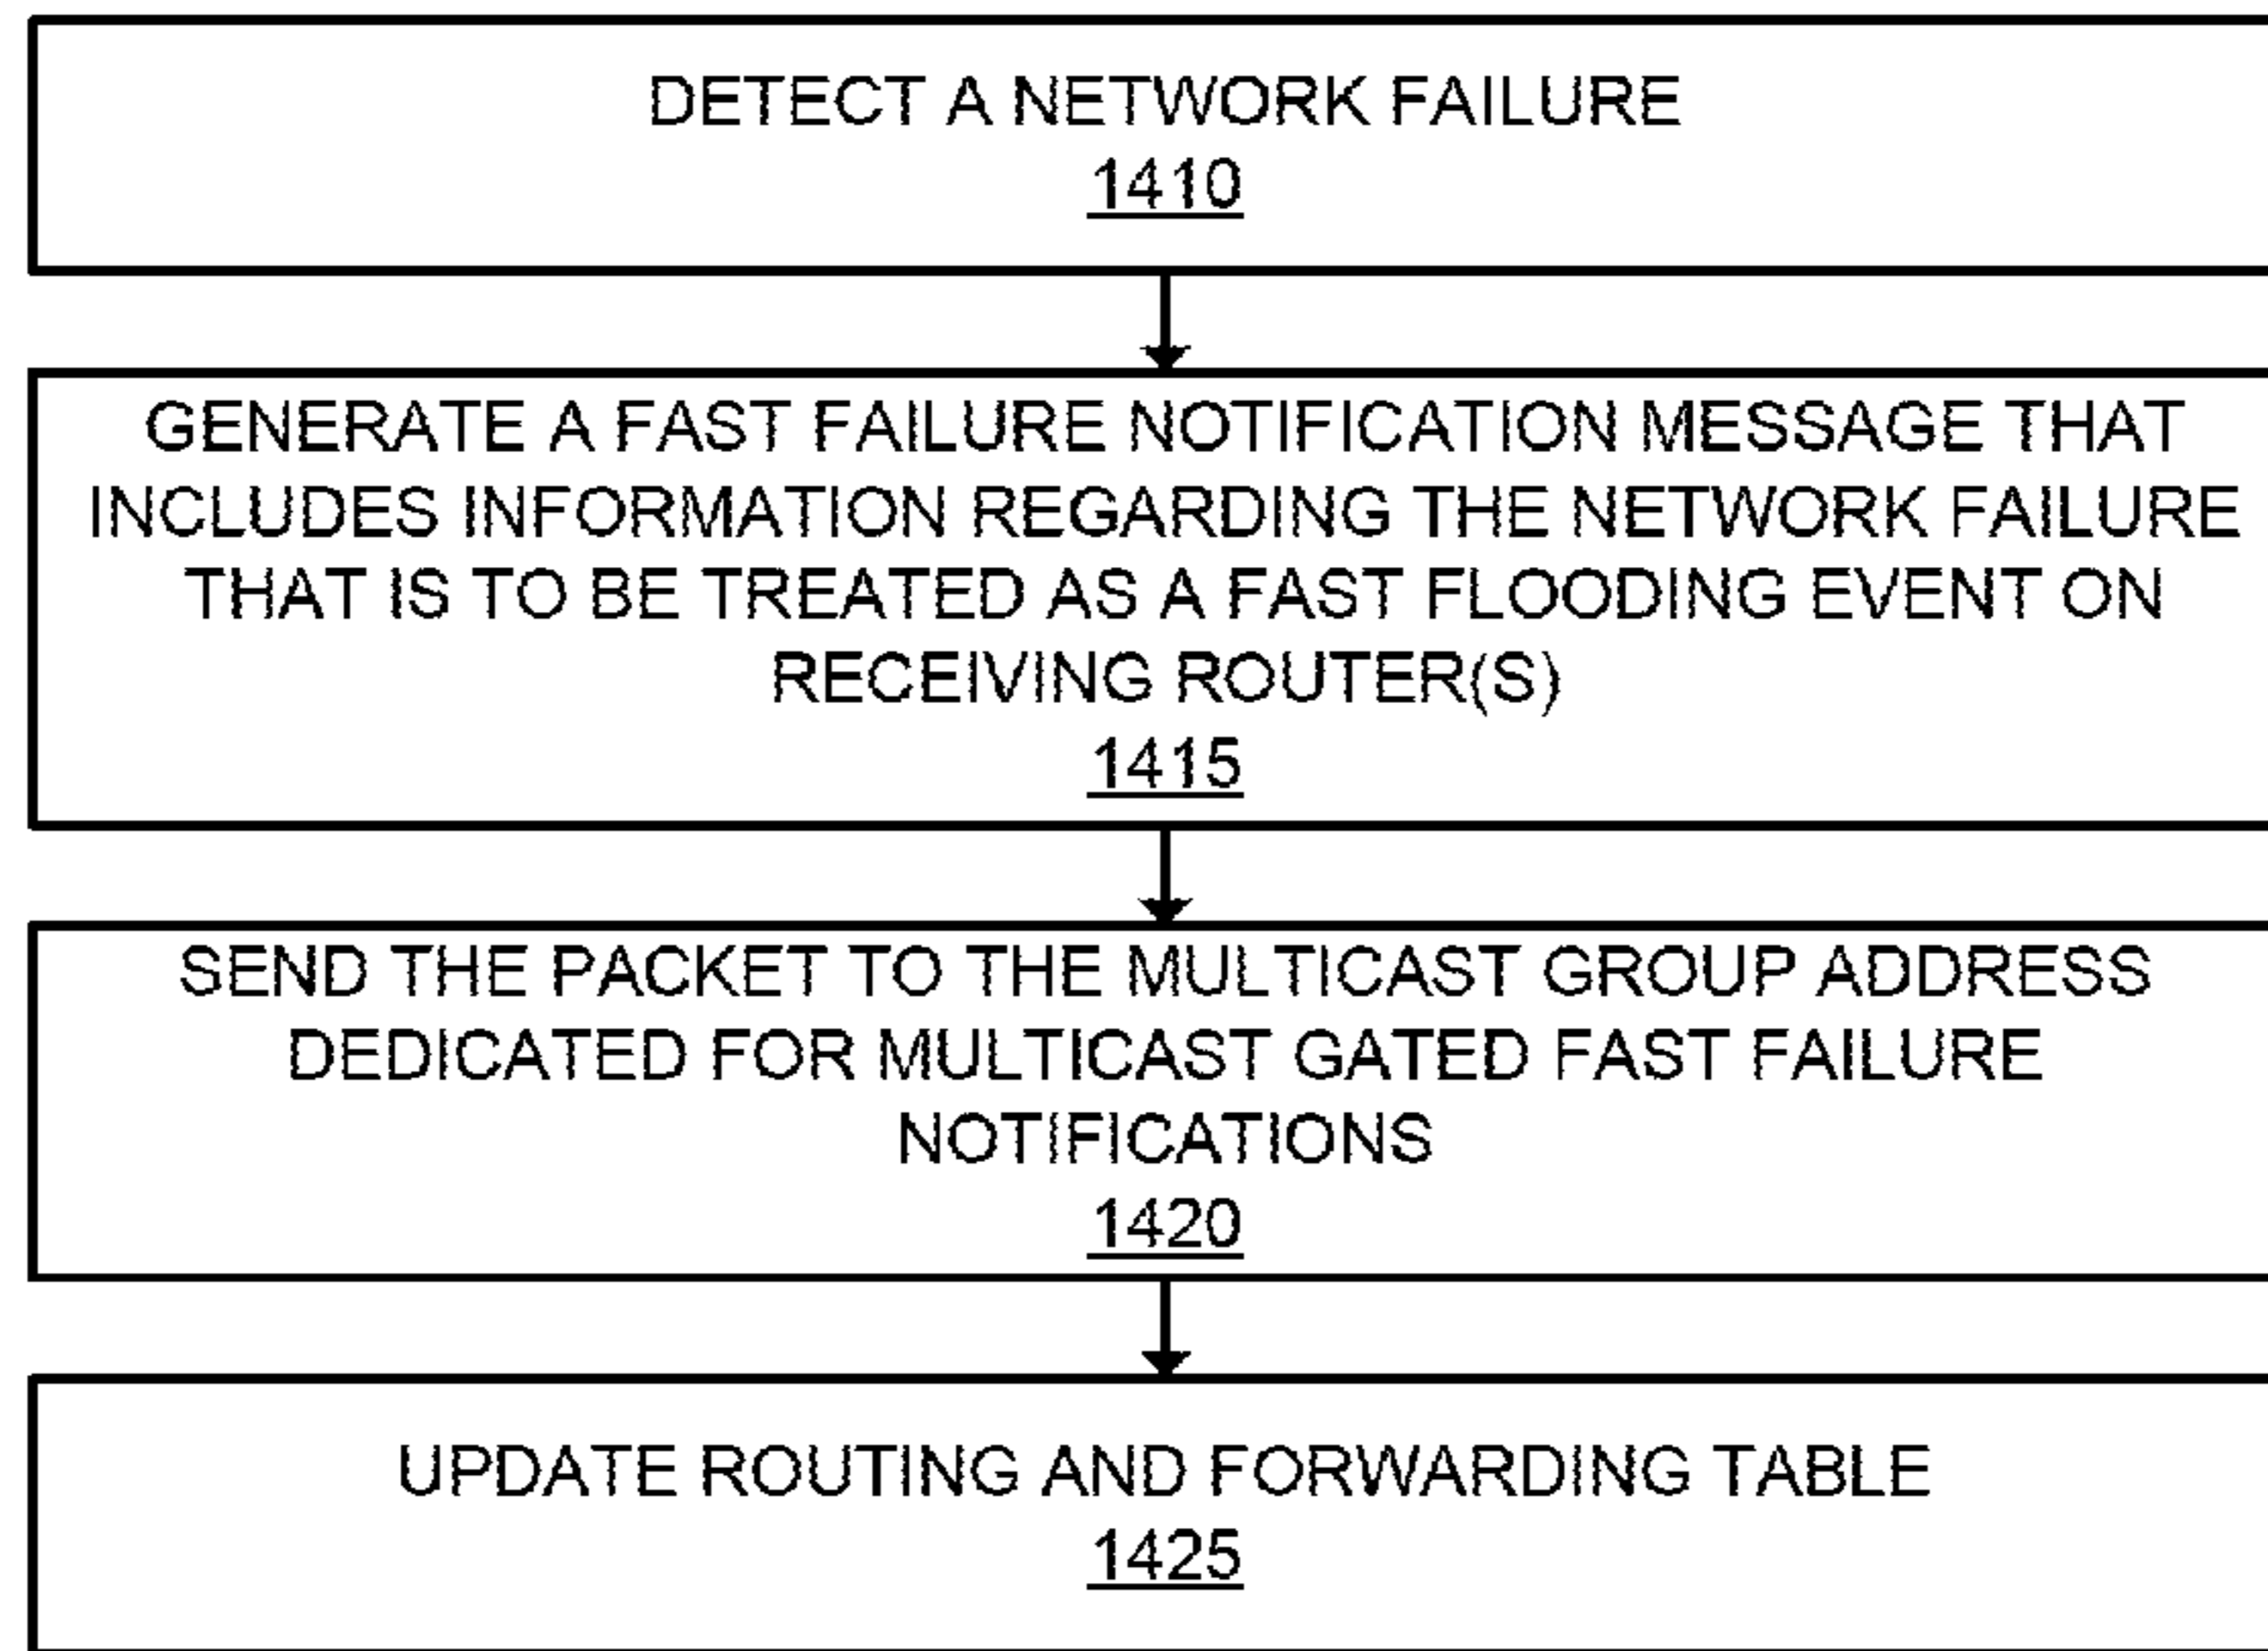 DETECT A NETWORK FAILURE
1410
GENERATE A FAST FAILURE NOTIFICATION MESSAGE THAT
INCLUDES INFORMATION REGARDING THE NETWORK FAILURE
THAT IS TO BE TREATED AS A FAST FLOODING EVENT ON
RECEIVING ROUTER(S)
1415
SEND THE PACKET TO THE MULTICAST GROUP ADDRESS
DEDICATED FOR MULTICAST GATED FAST FAILURE
NOTIFICATIONS
1420
UPDATE ROUTING AND FORWARDING TABLE
1425